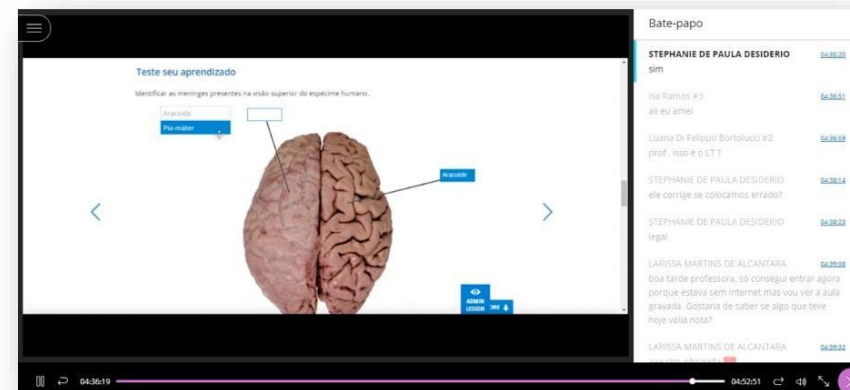 Teste seu aprendizado
Identificar as meninges presentes na visão superior do espécime humano.
Aracoide
Pia-máter
Aracoide
ADMIN
LESSON
04:36:19
04:52:51
Bate-papo
STEPHANIE DE PAULA DESIDERIO 04:35:20
sim
Isa Ramos #3 04:36:51
aii eu amei
Luana Di Felippo Bortolucci #2 04:36:59
prof , isso é o LT ?
STEPHANIE DE PAULA DESIDERIO 04:38:14
ele corrige se colocamos errado?
STEPHANIE DE PAULA DESIDERIO 04:38:23
legal
LARISSA MARTINS DE ALCANTARA 04:39:08
boa tarde professora, só consegui entrar agora
porque estava sem internet mas vou ver a aula
gravada. Gostaria de saber se algo que teve
hoje valia nota?
LARISSA MARTINS DE ALCANTARA 04:39:32